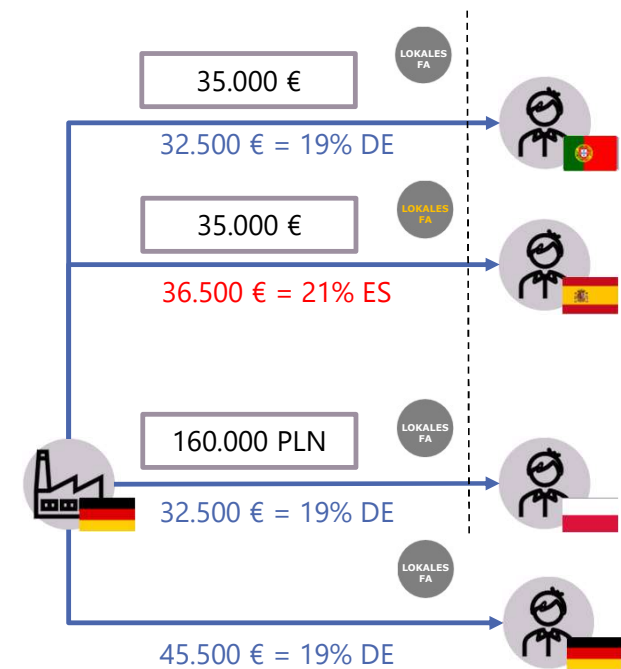 LOKALES
FA
35.000 €
32.500 € = 19% DE
LOKALES
FA
35.000 €
36.500 € = 21% ES
LOKALES
FA
160.000 PLN
32.500 € = 19% DE
LOKALES
FA
45.500 € = 19% DE